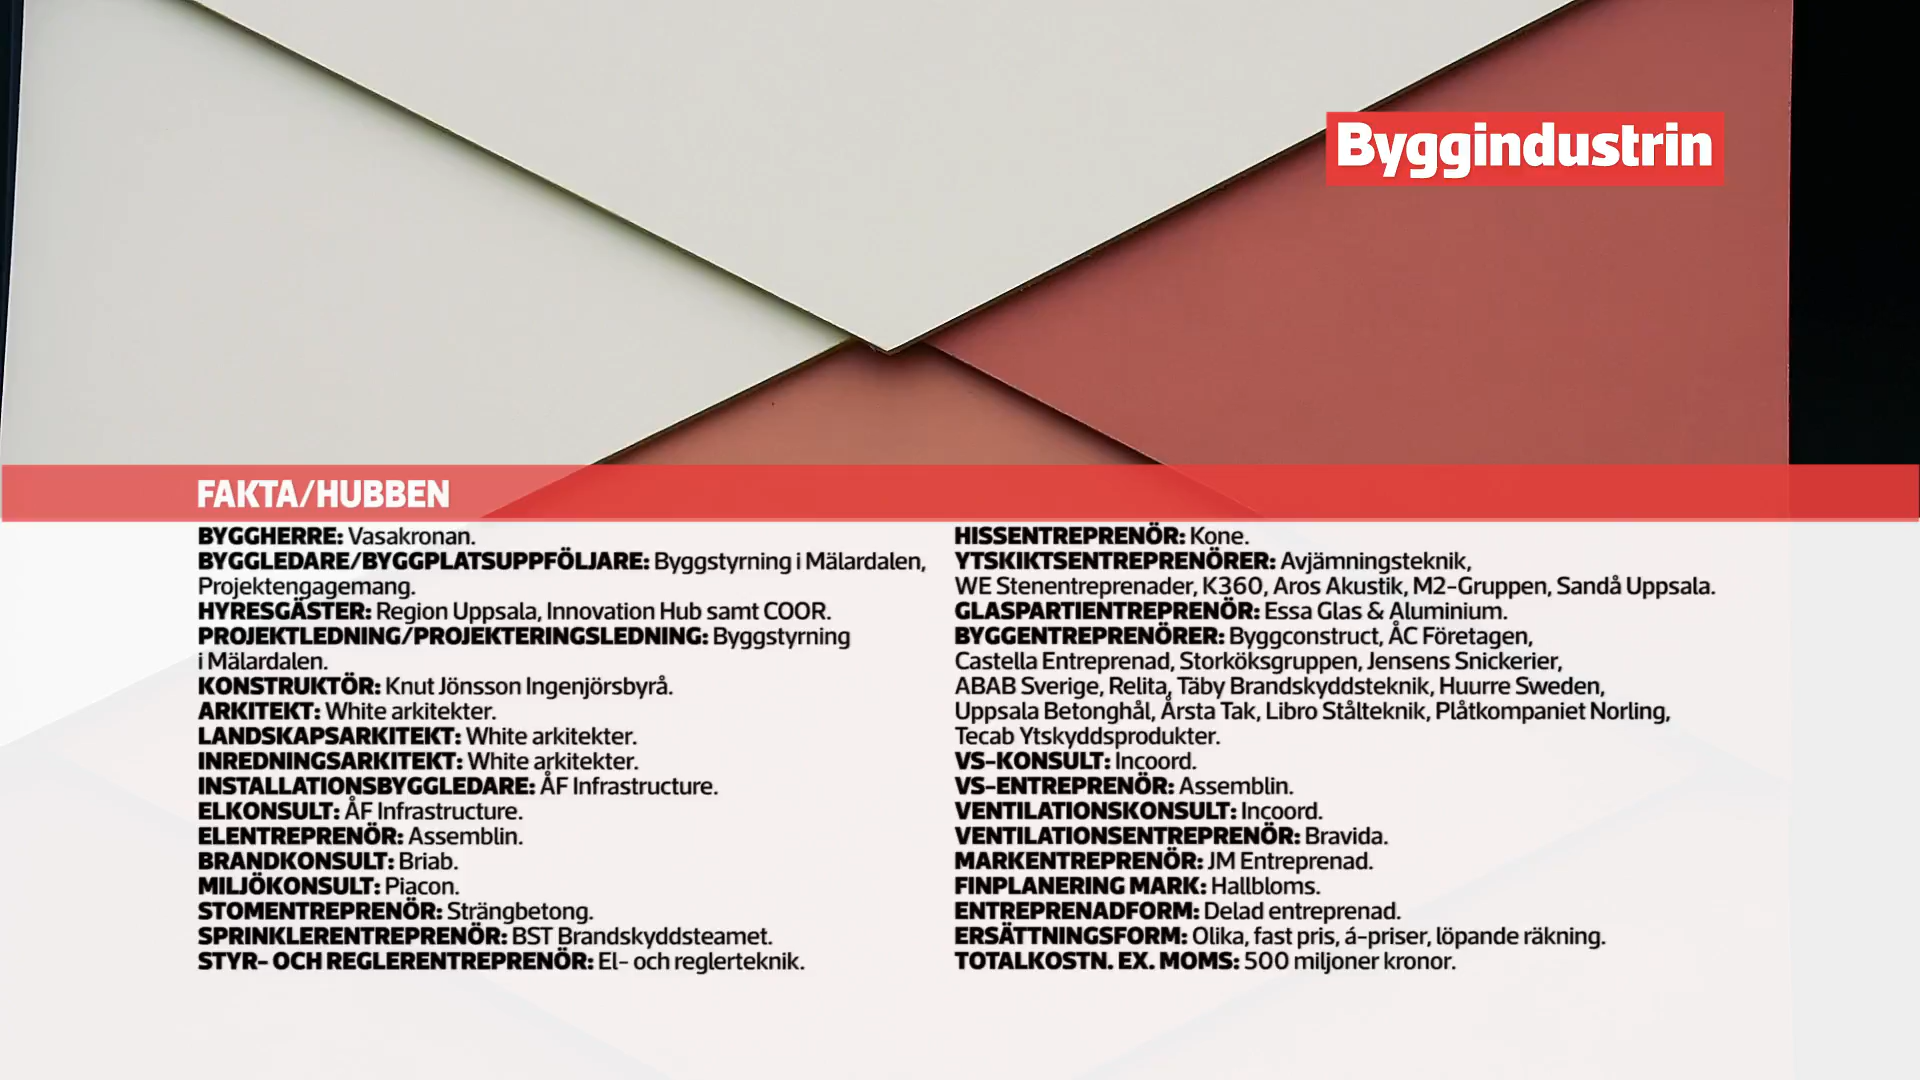 Byggindustrin
FAKTA/HUBBEN
BYGGHERRE: Vasakronan.
BYGGLEDARE/BYGGPLATSUPPFÖLJARE: Byggstyrning i Mälardalen,
Projektengagemang.
HYRESGÄSTER: Region Uppsala, Innovation Hub samt COOR.
PROJEKTLEDNING/PROJEKTERINGSLEDNING: Byggstyrning
i Mälardalen.
KONSTRUKTÖR: Knut Jönsson Ingenjörsbyrå.
ARKITEKT: White arkitekter.
LANDSKAPSARKITEKT: White arkitekter.
INREDNINGSARKITEKT: White arkitekter.
INSTALLATIONSBYGGLEDARE: ÅF Infrastructure.
ELKONSULT: ÅF Infrastructure.
ELENTREPRENÖR: Assemblin.
BRANDKONSULT: Briab.
MILJÖKONSULT: Piacon.
STOMENTREPRENÖR: Strängbetong.
SPRINKLERENTREPRENÖR: BST Brandskyddsteamet.
STYR- OCH REGLERENTREPRENÖR: El- och reglerteknik.
HISSENTREPRENÖR: Kone.
YTSKIKTSENTREPRENÖRER: Avjämningsteknik,
WE Stenentreprenader, K360, Aros Akustik, M2-Gruppen, Sandå Uppsala.
GLASPARTIENTREPRENÖR: Essa Glas & Aluminium.
BYGGENTREPRENÖRER: Byggconstruct, ÅC Företagen,
Castella Entreprenad, Storköksgruppen, Jensens Snickerier,
ABAB Sverige, Relita, Täby Brandskyddsteknik, Huurre Sweden,
Uppsala Betonghål, Årsta Tak, Libro Stålteknik, Plåtkompaniet Norling,
Tecab Ytskyddsprodukter.
VS-KONSULT: Incoord.
VS-ENTREPRENÖR: Assemblin.
VENTILATIONSKONSULT: Incoord.
VENTILATIONSENTREPRENÖR: Bravida.
MARKENTREPRENÖR: JM Entreprenad.
FINPLANERING MARK: Hallbloms.
ENTREPRENADFORM: Delad entreprenad.
ERSÄTTNINGSFORM: Olika, fast pris, á-priser, löpande räkning.
TOTALKOSTN. EX. MOMS: 500 miljoner kronor.